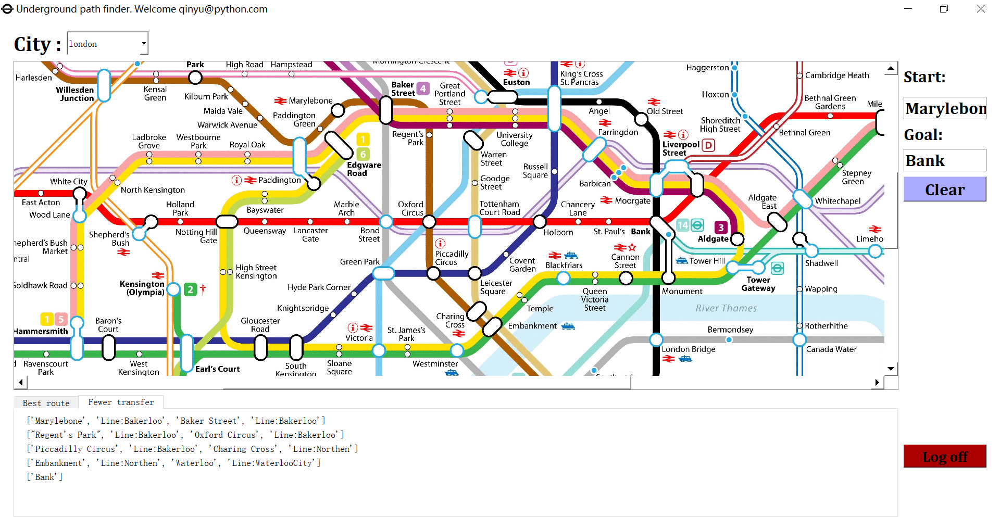 Underground path finder. Welcome qinyu@python.com
City :
london
Park
High Road
Hampstead
Mornington Crescent
Harlesden
Willesden
Junction
Kensal
Green
Kilburn Park
Maida Vale
Warwick Avenue
Marylebone
Paddington
Green
Baker
Street
4
Great
Portland
Street
Euston
King's Cross
St. Pancras
Angel
Old Street
Haggerston
Hoxton
Shoreditch
High Street
Cambridge Heath
Bethnal Green
Gardens
Mile
Bethnal Green
Ladbroke
Grove
Westbourne
Park
Royal Oak
1
6
Edgware
Road
Regent's
Park
University
College
Warren
Street
Farringdon
Liverpool
Street
D
Stepney
Green
White City
North Kensington
Paddington
Russell
Square
Goodge
Street
Barbican
Moorgate
East Acton
Wood Lane
Holland
Park
Bayswater
Marble
Arch
Oxford
Circus
Tottenham
Court Road
Chancery
Lane
Aldgate
East
Whitechapel
Shepherd's
Bush
Notting Hill
Gate
Queensway
Lancaster
Gate
Bond
Street
Holborn
St. Paul's
Bank
14
3
Aldgate
Limeho
hepherd's Bush
Market
ntral
High Street
Kensington
Green Park
Piccadilly
Circus
Covent
Garden
Blackfriars
Cannon
Street
Tower Hill
Shadwell
Goldhawk Road
Kensington
(Olympia)
2
Hyde Park Corner
Leicester
Square
Queen
Victoria
Street
Monument
Tower
Gateway
Wapping
Knightsbridge
Temple
River Thames
1
5
Hammersmith
Baron's
Court
Gloucester
Road
Victoria
St. James's
Park
Charing
Cross
Embankment
Bermondsey
Rotherhithe
London Bridge
Canada Water
Ravenscourt
Park
West
Kensington
Earl's Court
South
Kensington
Sloane
Square
Westminster
Start:
Marylebon
Goal:
Bank
Clear
Log off
Best route
Fewer transfer
['Marylebone', 'Line:Bakerloo', 'Baker Street', 'Line:Bakerloo']
["Regent's Park", 'Line:Bakerloo', 'Oxford Circus', 'Line:Bakerloo']
['Piccadilly Circus', 'Line:Bakerloo', 'Charing Cross', 'Line:Northen']
['Embankment', 'Line:Northen', 'Waterloo', 'Line:WaterlooCity']
['Bank']